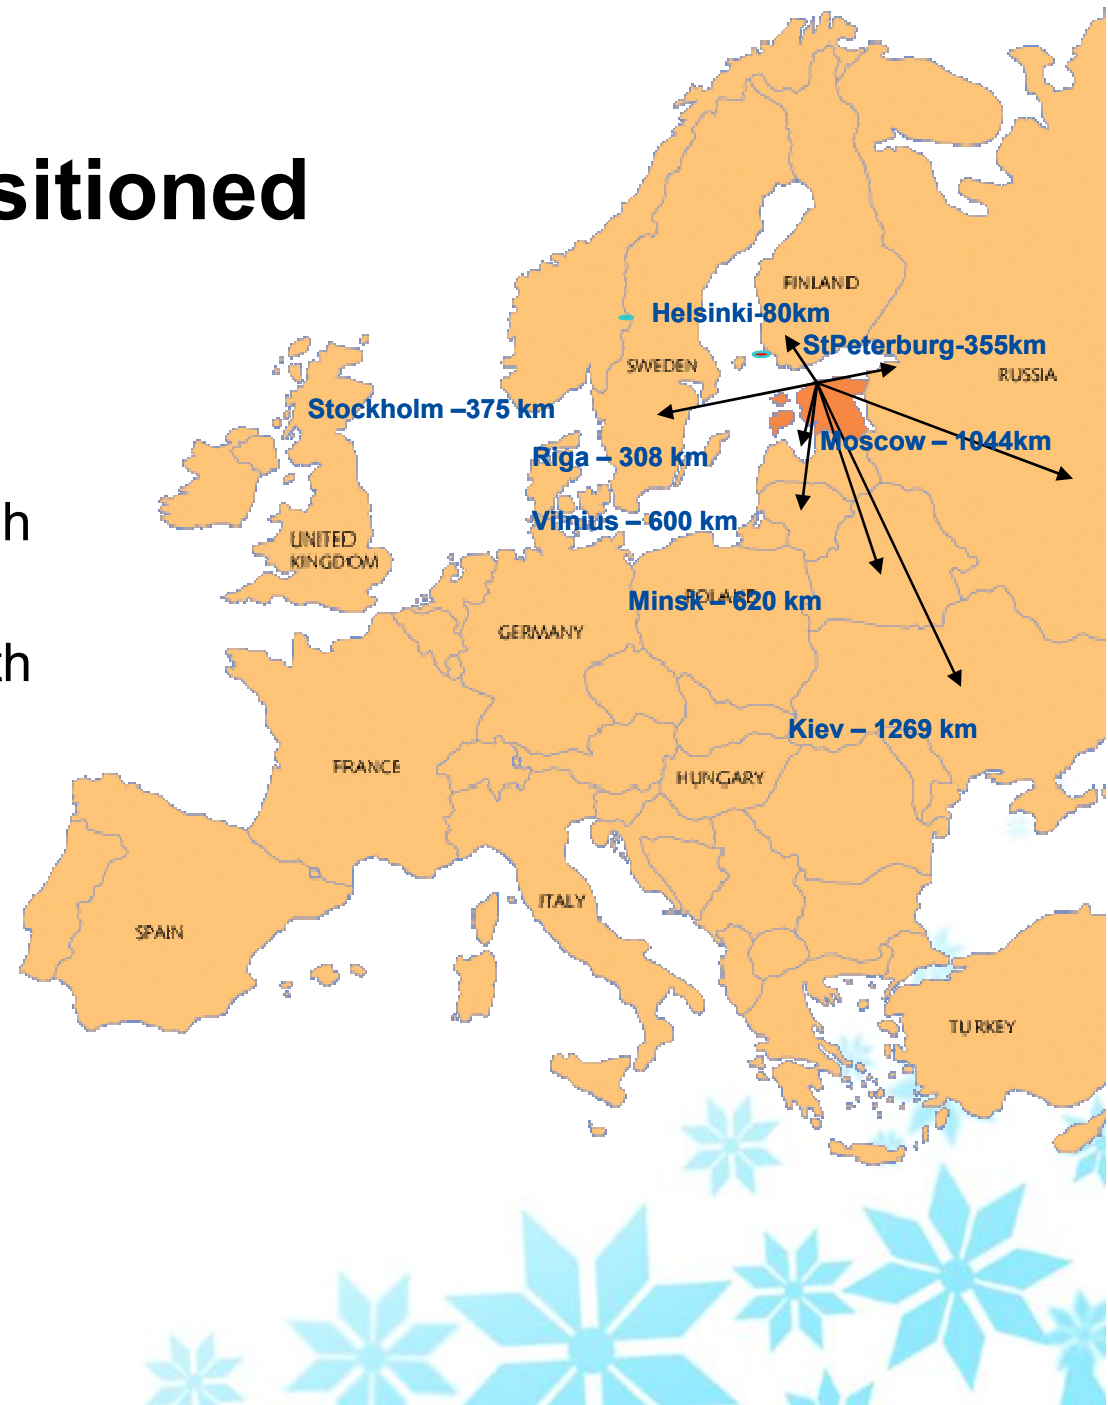 sitioned
FINLAND
Helsinki-80km
StPeterburg-355km
SWEDEN
RUSSIA
Stockholm –375 km
Moscow – 1044km
Riga – 308 km
Vilnius – 600 km
h
UNITED
KINGDOM
POLAND
Minsk – 620 km
GERMANY
th
Kiev – 1269 km
FRANCE
HUNGARY
ITALY
SPAIN
TURKEY